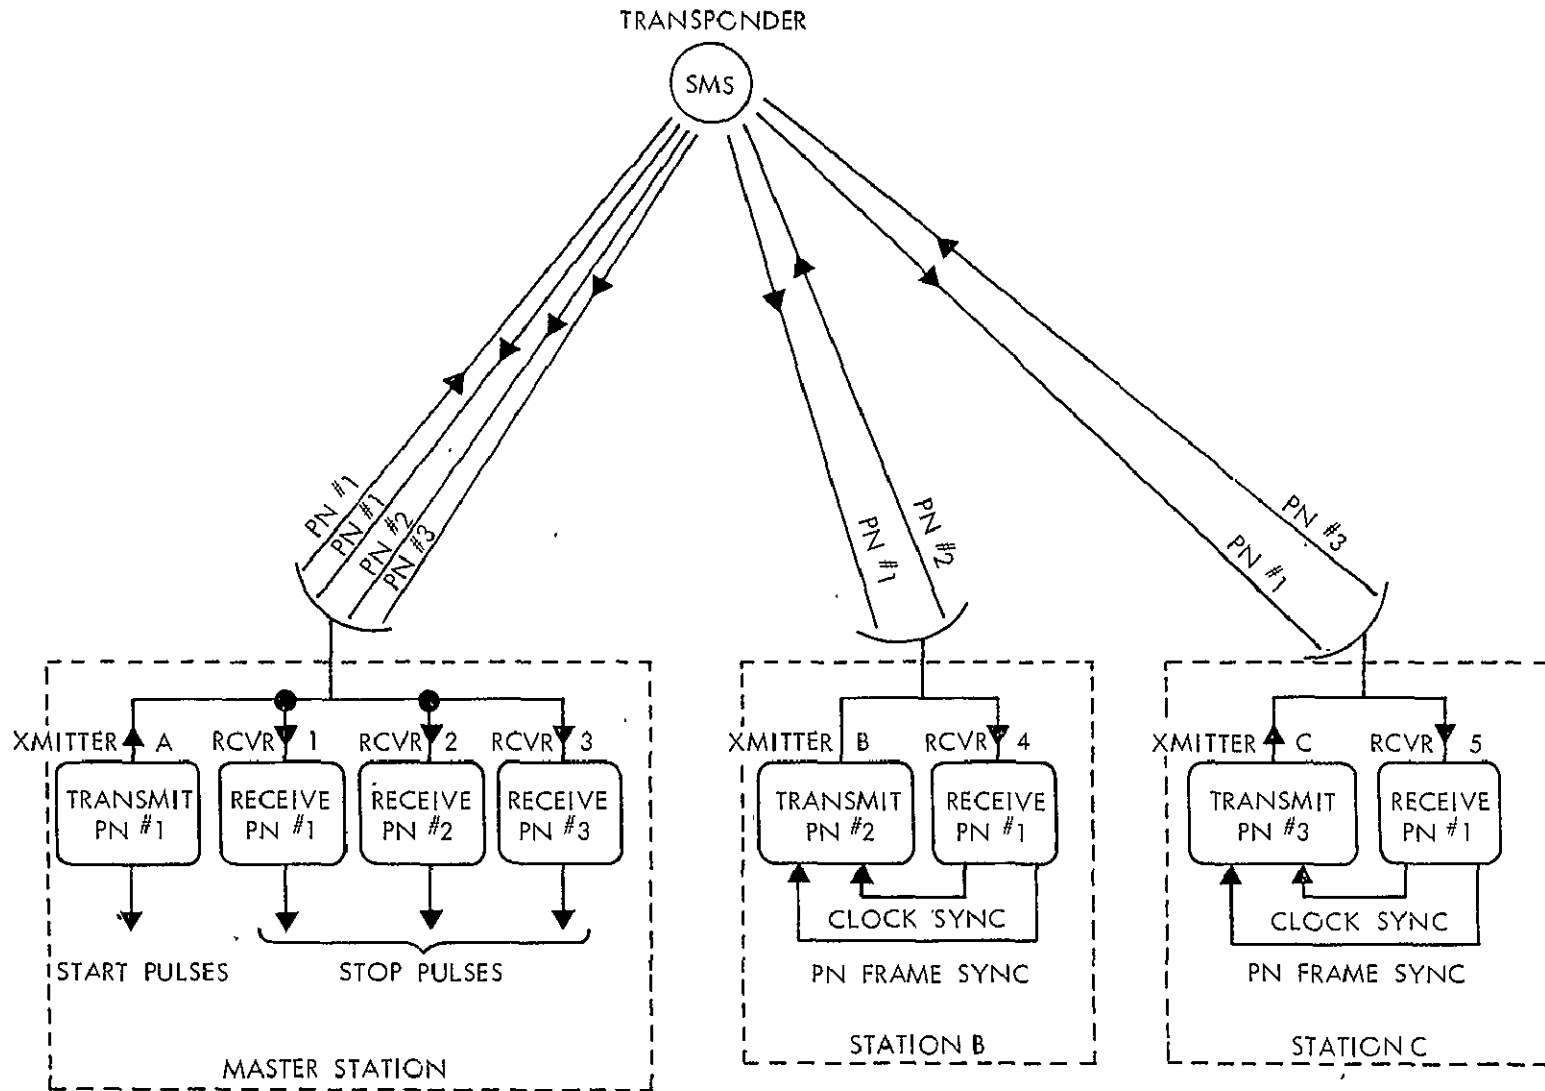 TRANSPONDER
SMS
PN #1
PN #1
PN #2
PN #3
PN #1
PN #2
PN #1
PN #3
XMITTER A
RCVR 1
RCVR 2
RCVR 3
XMITTER B
RCVR 4
XMITTER C
RCVR 5
TRANSMIT
PN #1
RECEIVE
PN #1
RECEIVE
PN #2
RECEIVE
PN #3
TRANSMIT
PN #2
RECEIVE
PN #1
TRANSMIT
PN #3
RECEIVE
PN #1
CLOCK SYNC
CLOCK SYNC
START PULSES
STOP PULSES
PN FRAME SYNC
PN FRAME SYNC
MASTER STATION
STATION B
STATION C